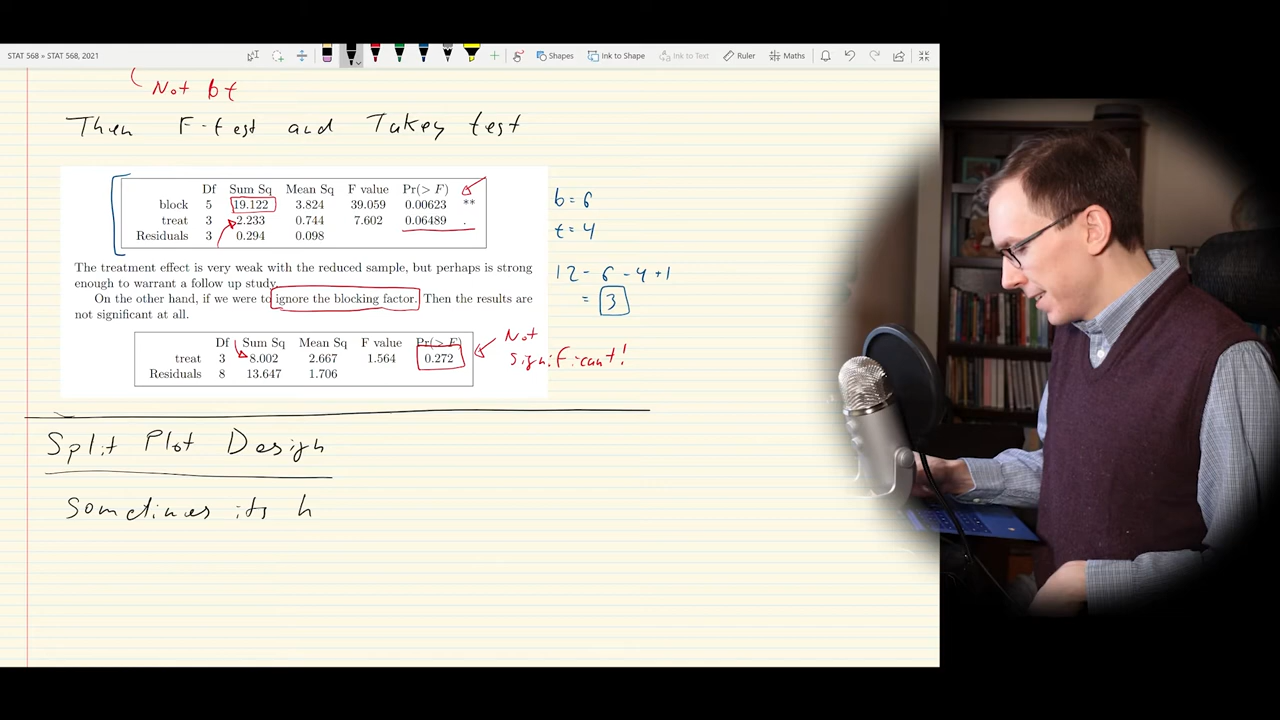 STAT 568 » STAT 568, 2021
Shapes
Ink to Shape
Ink to Text
Ruler
Maths
Not bt
Then F-test and Tukey test
Df Sum Sq Mean Sq F value Pr(> F)
block 5 19.122 3.824 39.059 0.00623 **
treat 3 2.233 0.744 7.602 0.06489 .
Residuals 3 0.294 0.098
b = 6
t = 4
12 - 6 - 4 + 1
= 3
The treatment effect is very weak with the reduced sample, but perhaps is strong
enough to warrant a follow up study.
On the other hand, if we were to ignore the blocking factor. Then the results are
not significant at all.
Df Sum Sq Mean Sq F value Pr(> F)
treat 3 8.002 2.667 1.564 0.272
Residuals 8 13.647 1.706
Not
significant!
Split Plot Design
Sometimes its h